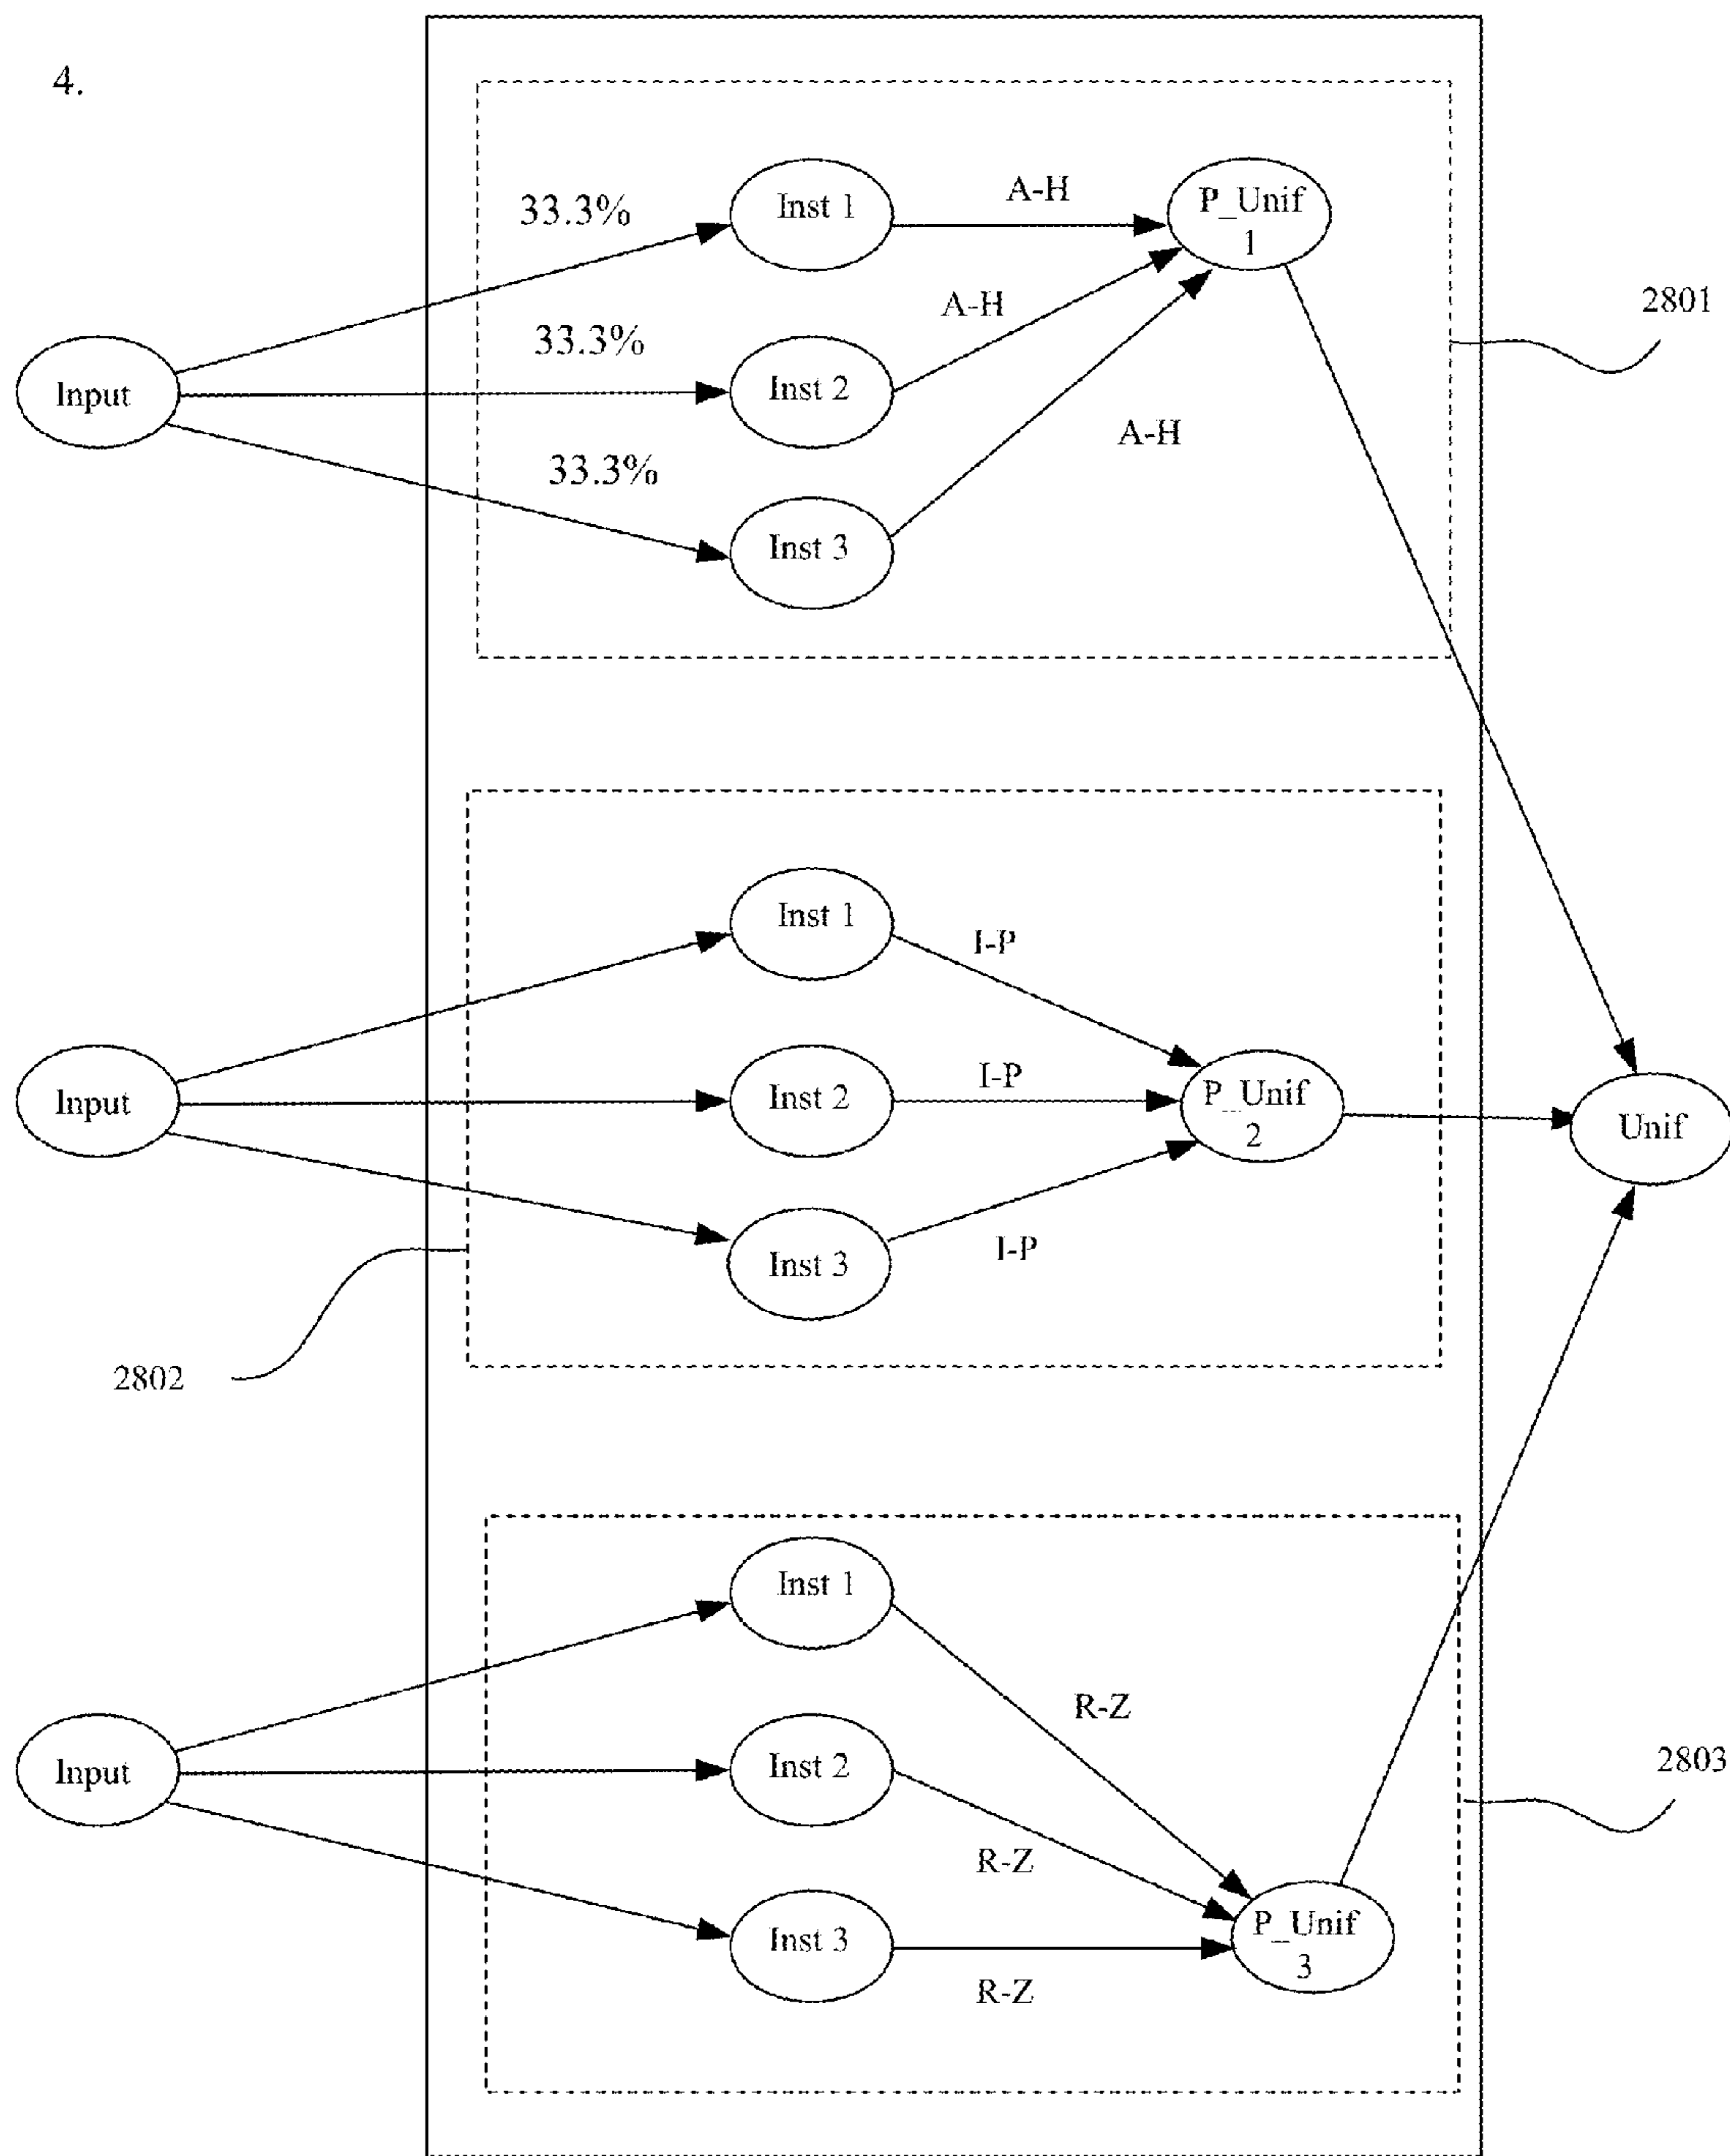 4.
33.3%
Inst 1
A-H
P_Unif
1
2801
A-H
33.3%
Input
Inst 2
A-H
33.3%
Inst 3
Inst 1
I-P
Input
Inst 2
I-P
P_Unif
2
Unif
I-P
Inst 3
2802
Inst 1
R-Z
Input
Inst 2
2803
R-Z
Inst 3
P_Unif
3
R-Z